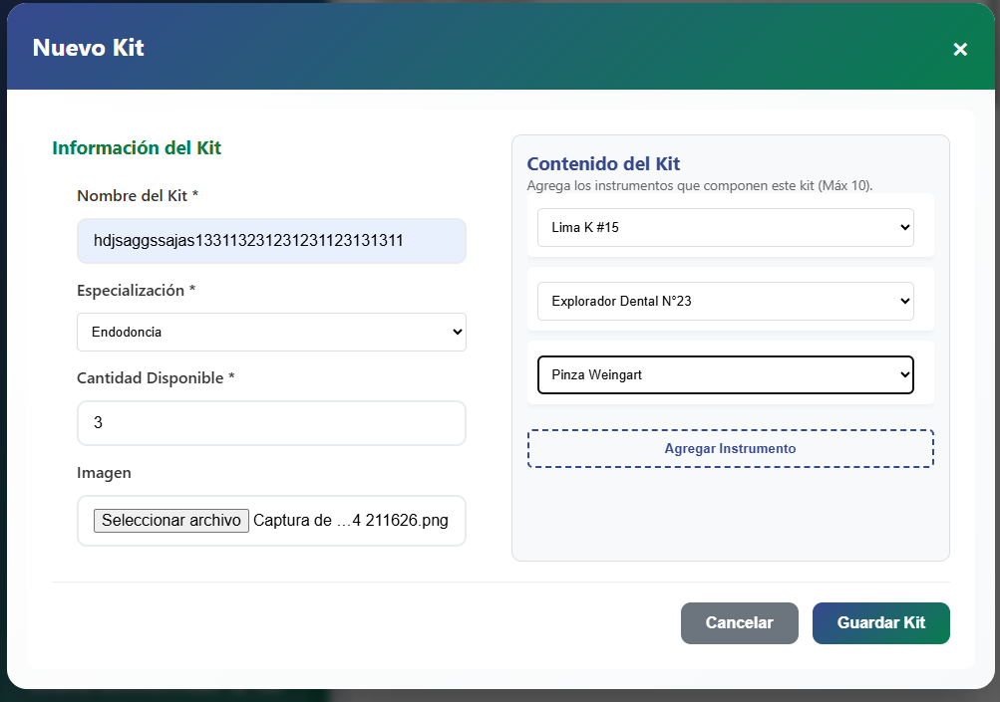 Nuevo Kit
×
Información del Kit
Nombre del Kit *
hdjsaggssajas133113231231231123131311
Especialización *
Endodoncia
Cantidad Disponible *
3
Imagen
Seleccionar archivo Captura de ...4 211626.png
Contenido del Kit
Agrega los instrumentos que componen este kit (Máx 10).
Lima K #15
Explorador Dental N°23
Pinza Weingart
Agregar Instrumento
Cancelar
Guardar Kit